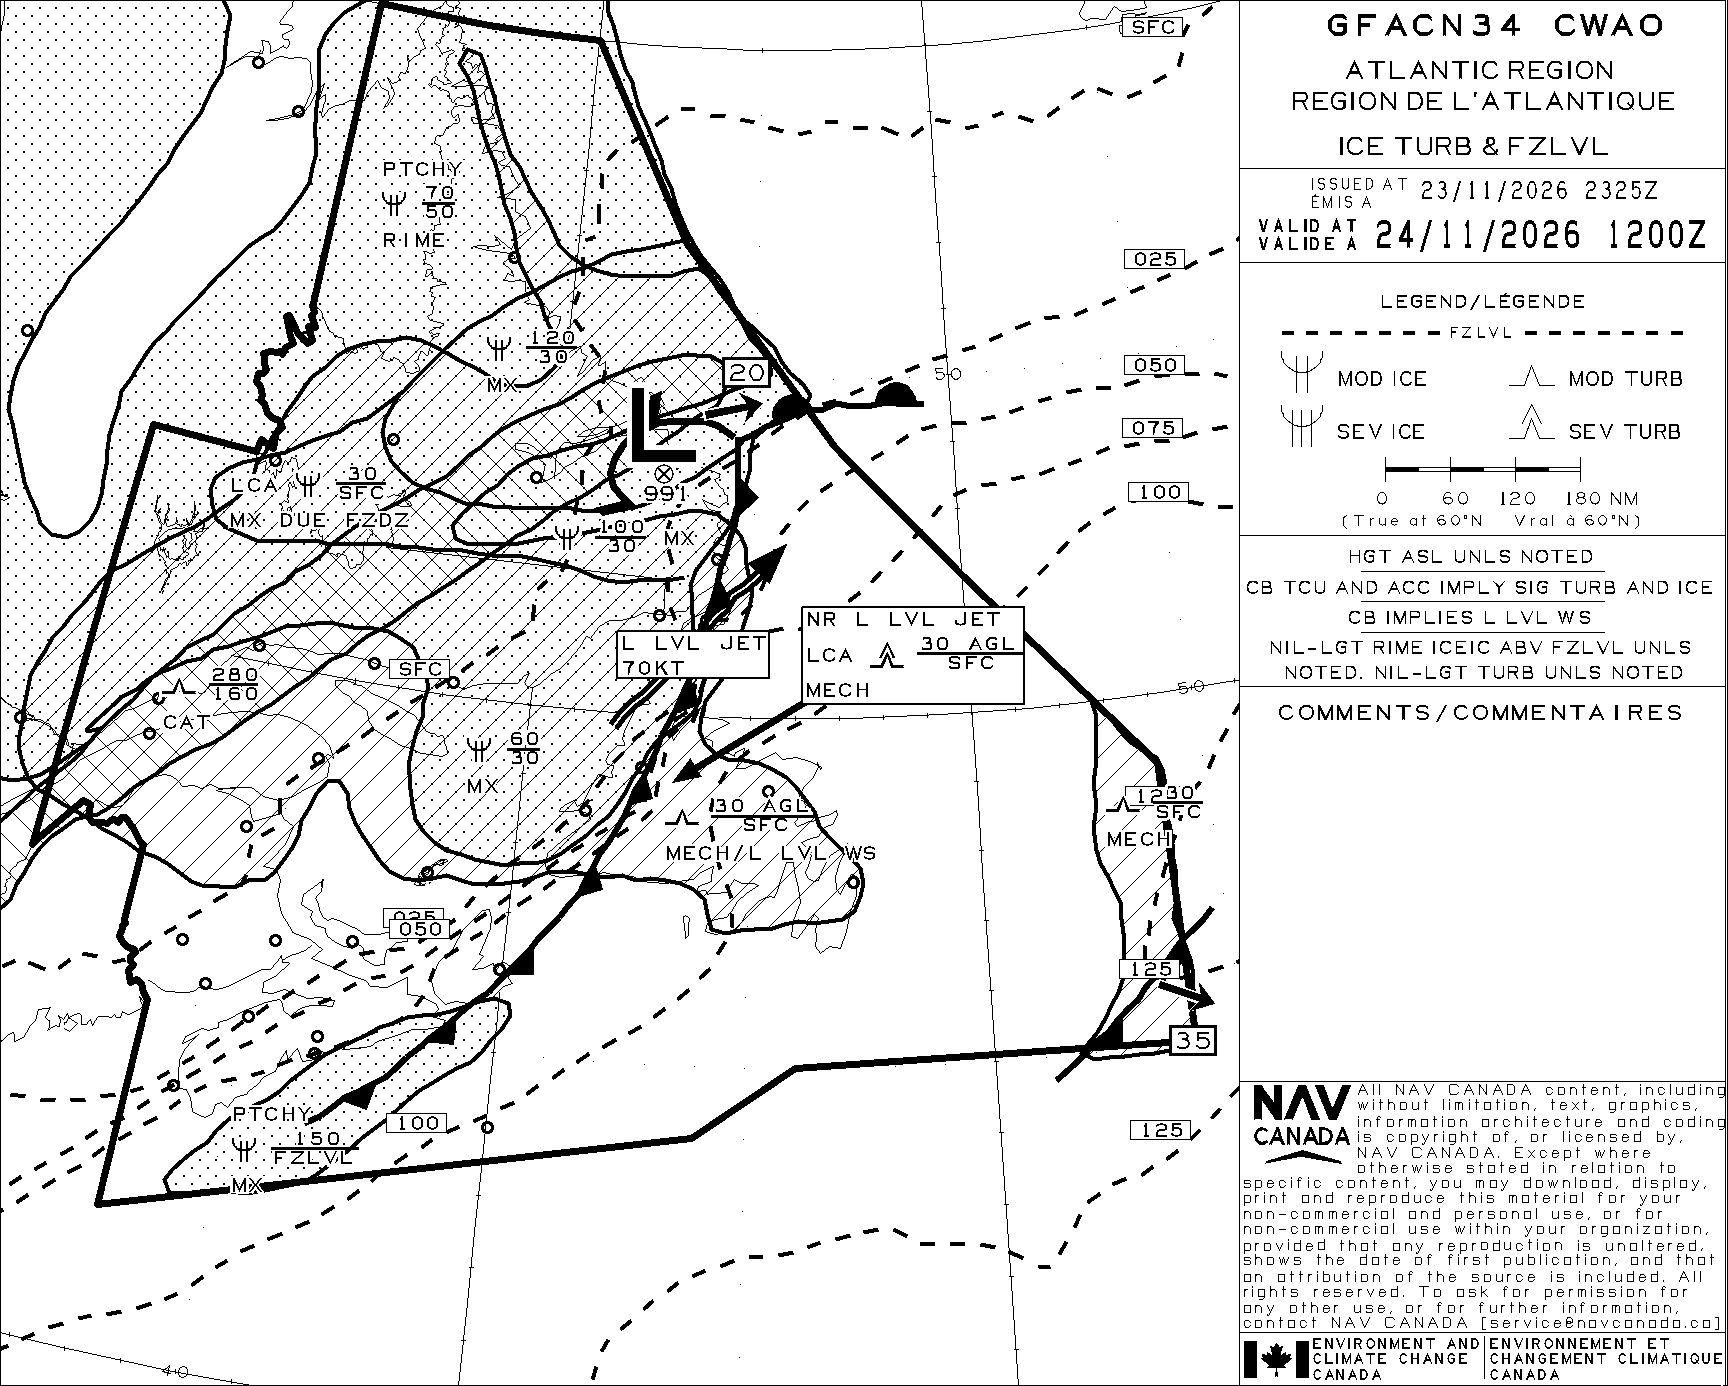 SFC
PTCHY
70
50
RIME
025
120
30
MX
20
50
050
075
100
LCA
30
SFC
MX DUE FZDZ
991
100
30
MX
NR L LVL JET
LCA
30 AGL
SFC
MECH
L LVL JET
70KT
SFC
280
160
CAT
60
30
MX
50
30 AGL
SFC
MECH/L LVL WS
30
SFC
MECH
025
050
125
35
PTCHY
150
FZLVL
MX
100
125
40
GFACN34 CWAO
ATLANTIC REGION
REGION DE L'ATLANTIQUE
ICE TURB & FZLVL
ISSUED AT
ÉMIS A
23/11/2026 2325Z
VALID AT
VALIDE A
24/11/2026 1200Z
LEGEND/LÉGENDE
FZLVL
MOD ICE
MOD TURB
SEV ICE
SEV TURB
0 60 120 180 NM
(True at 60°N Vral à 60°N)
HGT ASL UNLS NOTED
CB TCU AND ACC IMPLY SIG TURB AND ICE
CB IMPLIES L LVL WS
NIL-LGT RIME ICEIC ABV FZLVL UNLS
NOTED. NIL-LGT TURB UNLS NOTED
COMMENTS/COMMENTAIRES
NAV
CANADA
All NAV CANADA content, including
without limitation, text, graphics,
information architecture and coding
is copyright of, or licensed by,
NAV CANADA. Except where
otherwise stated in relation to
specific content, you may download, display,
print and reproduce this material for your
non-commercial and personal use, or for
non-commercial use within your organization,
provided that any reproduction is unaltered,
shows the date of first publication, and that
an attribution of the source is included. All
rights reserved. To ask for permission for
any other use, or for further information,
contact NAV CANADA [service@navcanada.ca]
ENVIRONMENT AND
CLIMATE CHANGE
CANADA
ENVIRONNEMENT ET
CHANGEMENT CLIMATIQUE
CANADA